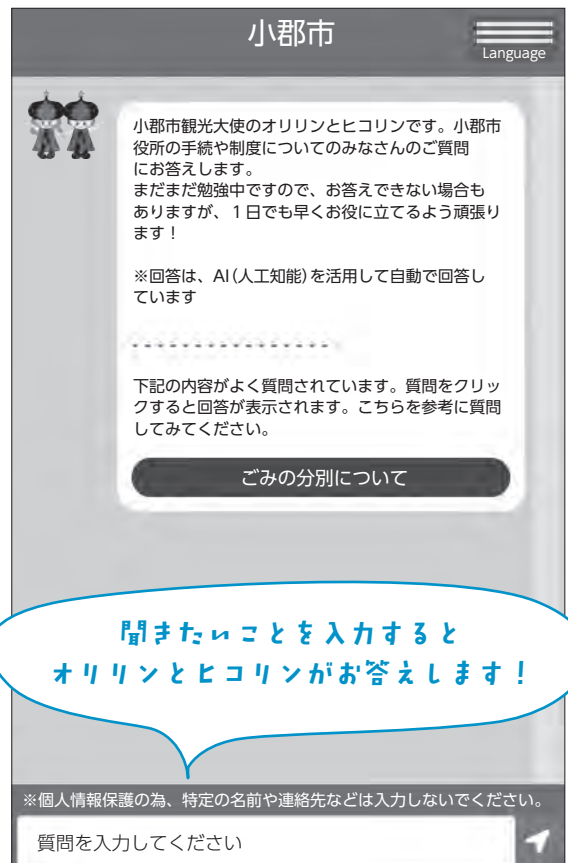 小郡市
Language
小郡市観光大使のオリリンとヒコリンです。小郡市
役所の手続や制度についてのみなさんのご質問
にお答えします。
まだまだ勉強中ですので、お答えできない場合も
ありますが、1日でも早くお役に立てるよう頑張り
ます！
※回答は、AI(人工知能)を活用して自動で回答し
ています
下記の内容がよく質問されています。質問をクリッ
クすると回答が表示されます。こちらを参考に質問
してみてください。
ごみの分別について
聞きたいことを入力すると
オリリンとヒコリンがお答えします！
※個人情報保護の為、特定の名前や連絡先などは入力しないでください。
質問を入力してください